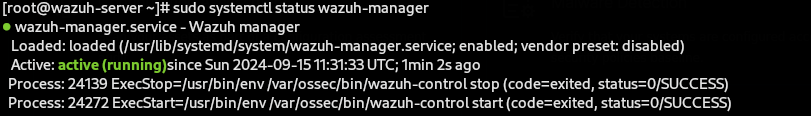 [root@wazuh-server ~]# sudo systemctl status wazuh-manager
● wazuh-manager.service - Wazuh manager
Loaded: loaded (/usr/lib/systemd/system/wazuh-manager.service; enabled; vendor preset: disabled)
Active: active (running)since Sun 2024-09-15 11:31:33 UTC; 1min 2s ago
Process: 24139 ExecStop=/usr/bin/env /var/ossec/bin/wazuh-control stop (code=exited, status=0/SUCCESS)
Process: 24272 ExecStart=/usr/bin/env /var/ossec/bin/wazuh-control start (code=exited, status=0/SUCCESS)